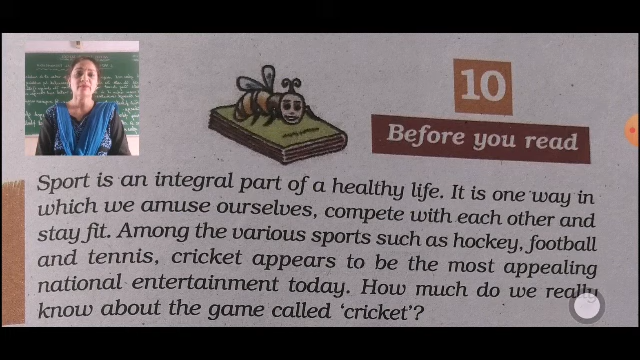 10
Before you read
Sport is an integral part of a healthy life. It is one way in
which we amuse ourselves, compete with each other and
stay fit. Among the various sports such as hockey, football
and tennis, cricket appears to be the most appealing
national entertainment today. How much do we really
know about the game called ‘cricket’?